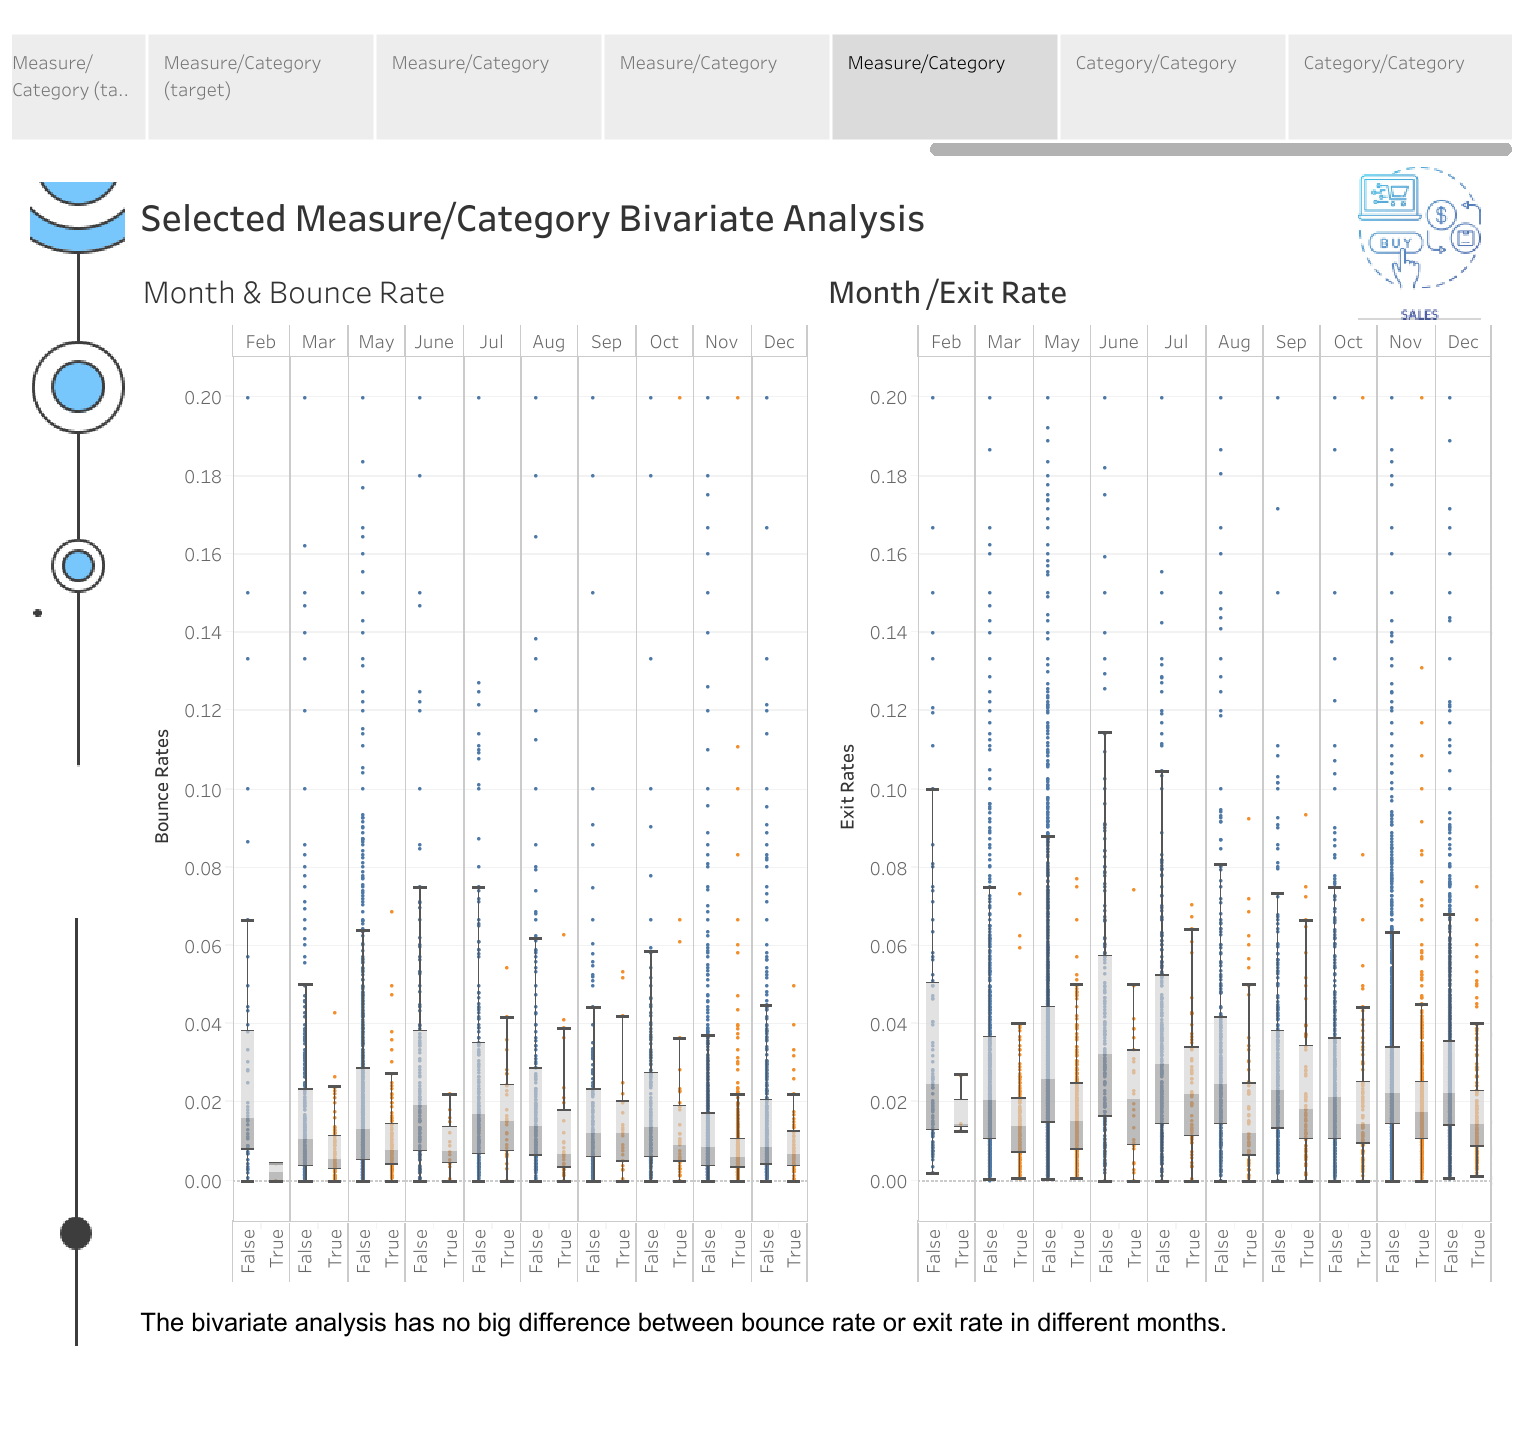 Measure/
Category (ta..
Measure/Category
(target)
Measure/Category
Measure/Category
Measure/Category
Category/Category
Category/Category
Selected Measure/Category Bivariate Analysis
$
BUY
SALES
Month & Bounce Rate
Feb Mar May June Jul Aug Sep Oct Nov Dec
0.20
0.18
0.16
0.14
0.12
0.10
0.08
0.06
0.04
0.02
0.00
Bounce Rates
False True False True False True False True False True False True False True False True False True False True
Month /Exit Rate
Feb Mar May June Jul Aug Sep Oct Nov Dec
0.20
0.18
0.16
0.14
0.12
0.10
0.08
0.06
0.04
0.02
0.00
Exit Rates
False True False True False True False True False True False True False True False True False True False True
The bivariate analysis has no big difference between bounce rate or exit rate in different months.